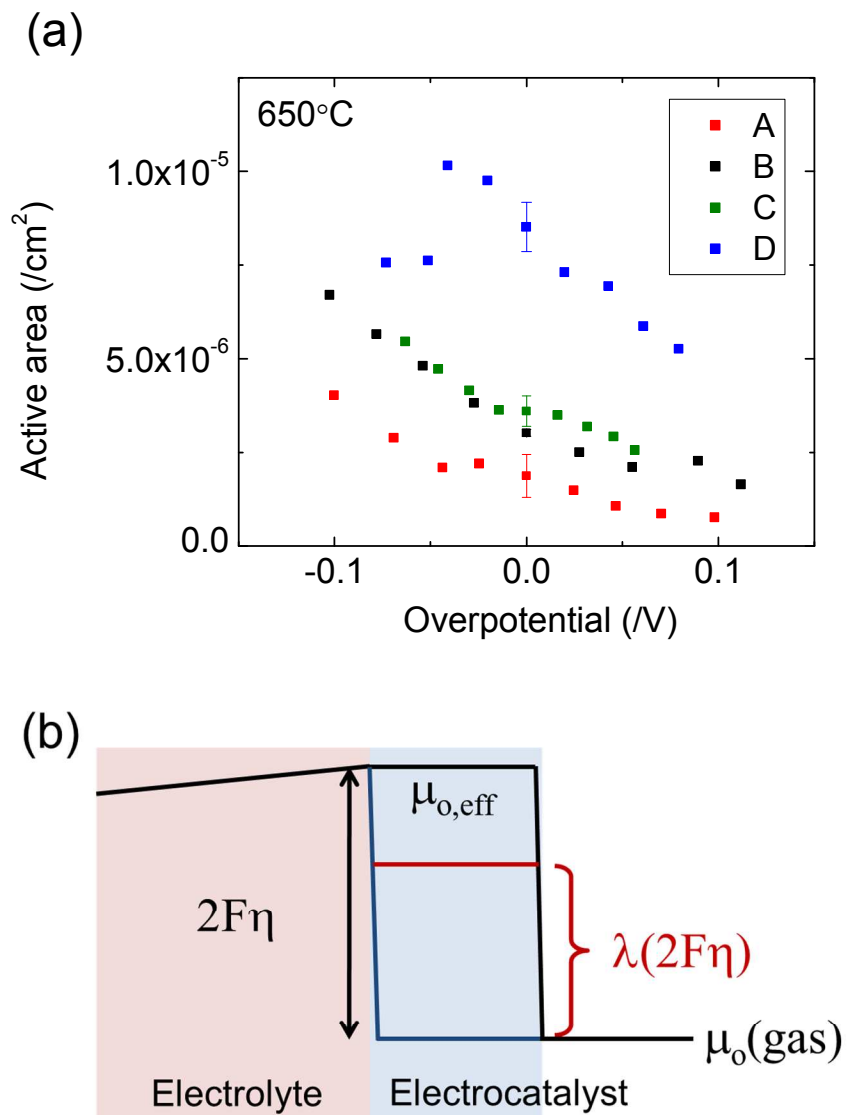 (a)
650°C
A
B
C
D
1.0x10⁻⁵
5.0x10⁻⁶
0.0
Active area (/cm²)
-0.1 0.0 0.1
Overpotential (/V)
(b)
μo,eff
2Fη
λ(2Fη)
μo(gas)
Electrolyte Electrocatalyst